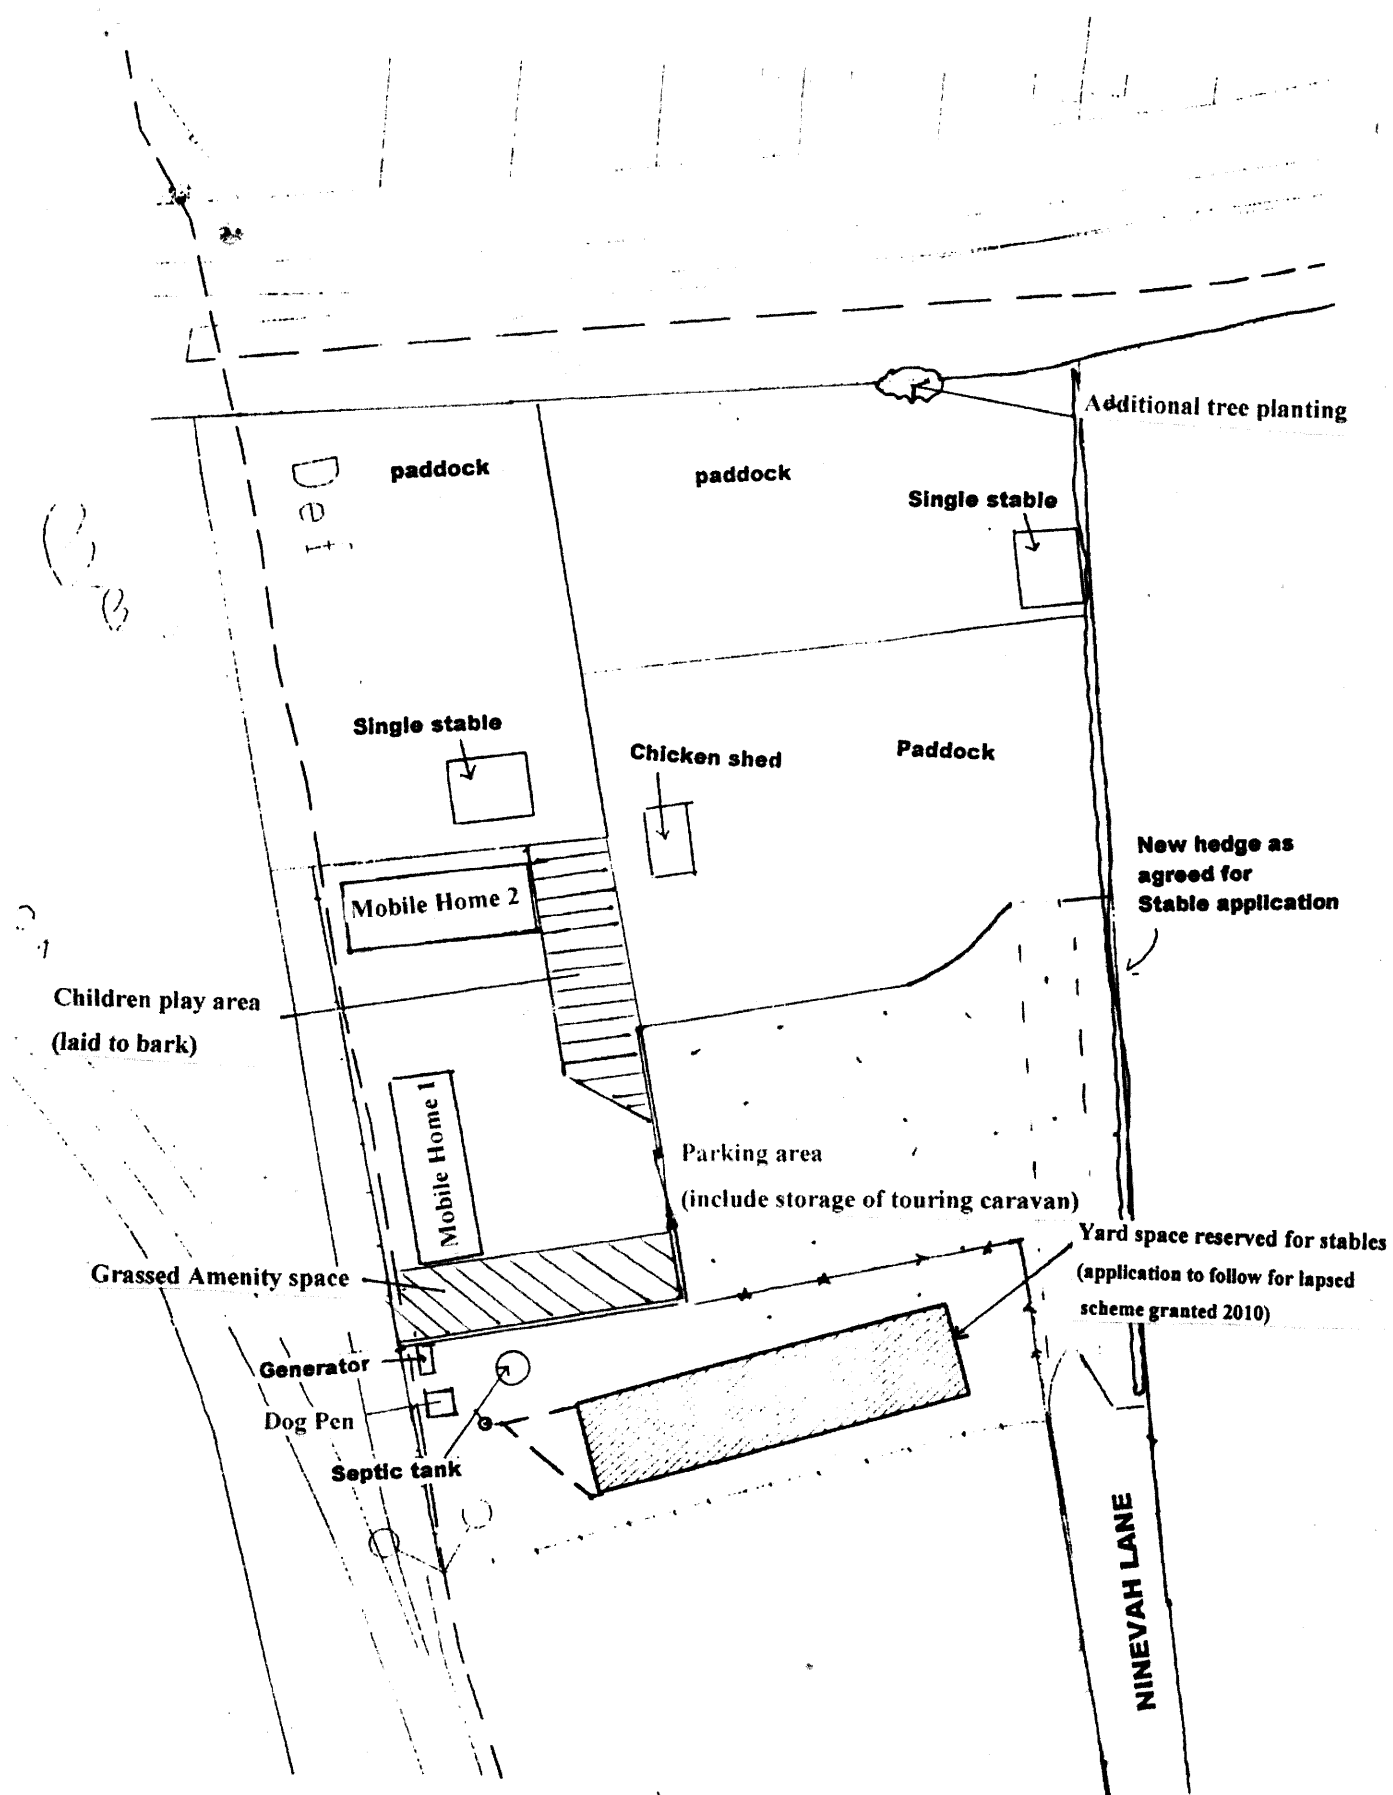 Additional tree planting
paddock
paddock
Det
Single stable
Single stable
Chicken shed
Paddock
New hedge as
agreed for
Stable application
Mobile Home 2
Children play area
(laid to bark)
Mobile Home 1
Parking area
(include storage of touring caravan)
Yard space reserved for stables
(application to follow for lapsed
scheme granted 2010)
Grassed Amenity space
Generator
Dog Pen
Septic tank
NINEVAH LANE